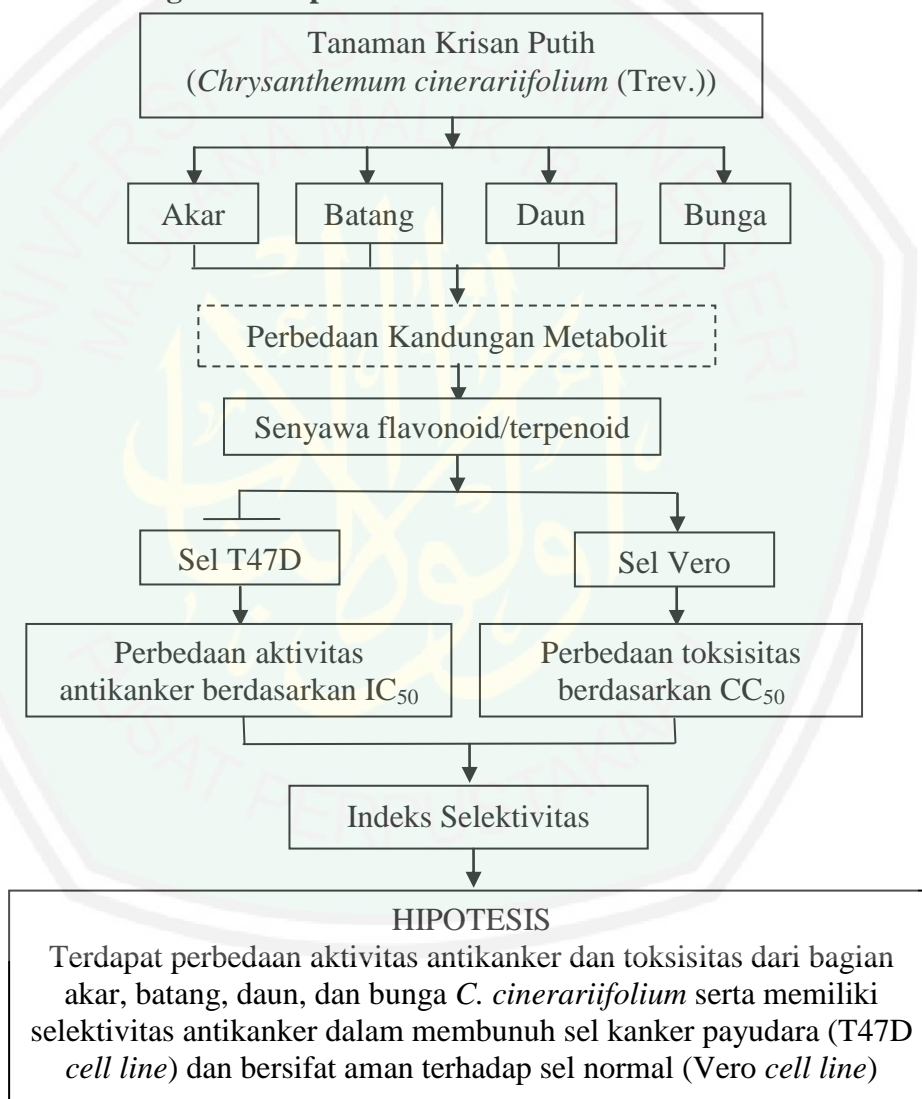 Tanaman Krisan Putih
(Chrysanthemum cinerariifolium (Trev.))
Akar
Batang
Daun
Bunga
Perbedaan Kandungan Metabolit
Senyawa flavonoid/terpenoid
Sel T47D
Sel Vero
Perbedaan aktivitas
antikanker berdasarkan IC₅₀
Perbedaan toksisitas
berdasarkan CC₅₀
Indeks Selektivitas
HIPOTESIS
Terdapat perbedaan aktivitas antikanker dan toksisitas dari bagian
akar, batang, daun, dan bunga C. cinerariifolium serta memiliki
selektivitas antikanker dalam membunuh sel kanker payudara (T47D
cell line) dan bersifat aman terhadap sel normal (Vero cell line)